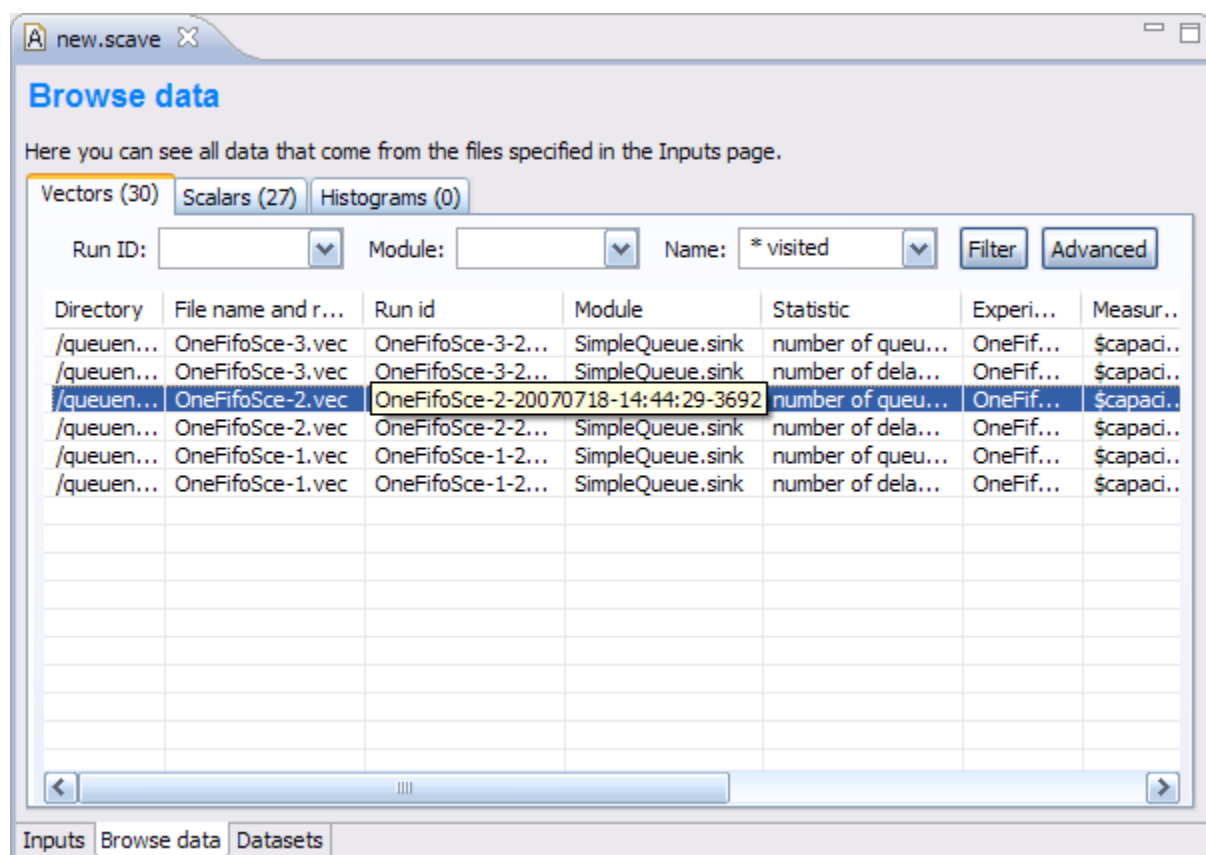 new.scave
Browse data
Here you can see all data that come from the files specified in the Inputs page.
Vectors (30) Scalars (27) Histograms (0)
Run ID: Module: Name: * visited Filter Advanced
Directory File name and r... Run id Module Statistic Experi... Measur..
/queuen... OneFifoSce-3.vec OneFifoSce-3-2... SimpleQueue.sink number of queu... OneFif... $capaci..
/queuen... OneFifoSce-3.vec OneFifoSce-3-2... SimpleQueue.sink number of dela... OneFif... $capaci..
/queuen... OneFifoSce-2.vec OneFifoSce-2-20070718-14:44:29-3692 number of queu... OneFif... $capaci..
/queuen... OneFifoSce-2.vec OneFifoSce-2-2... SimpleQueue.sink number of dela... OneFif... $capaci..
/queuen... OneFifoSce-1.vec OneFifoSce-1-2... SimpleQueue.sink number of queu... OneFif... $capaci..
/queuen... OneFifoSce-1.vec OneFifoSce-1-2... SimpleQueue.sink number of dela... OneFif... $capaci..
Inputs Browse data Datasets